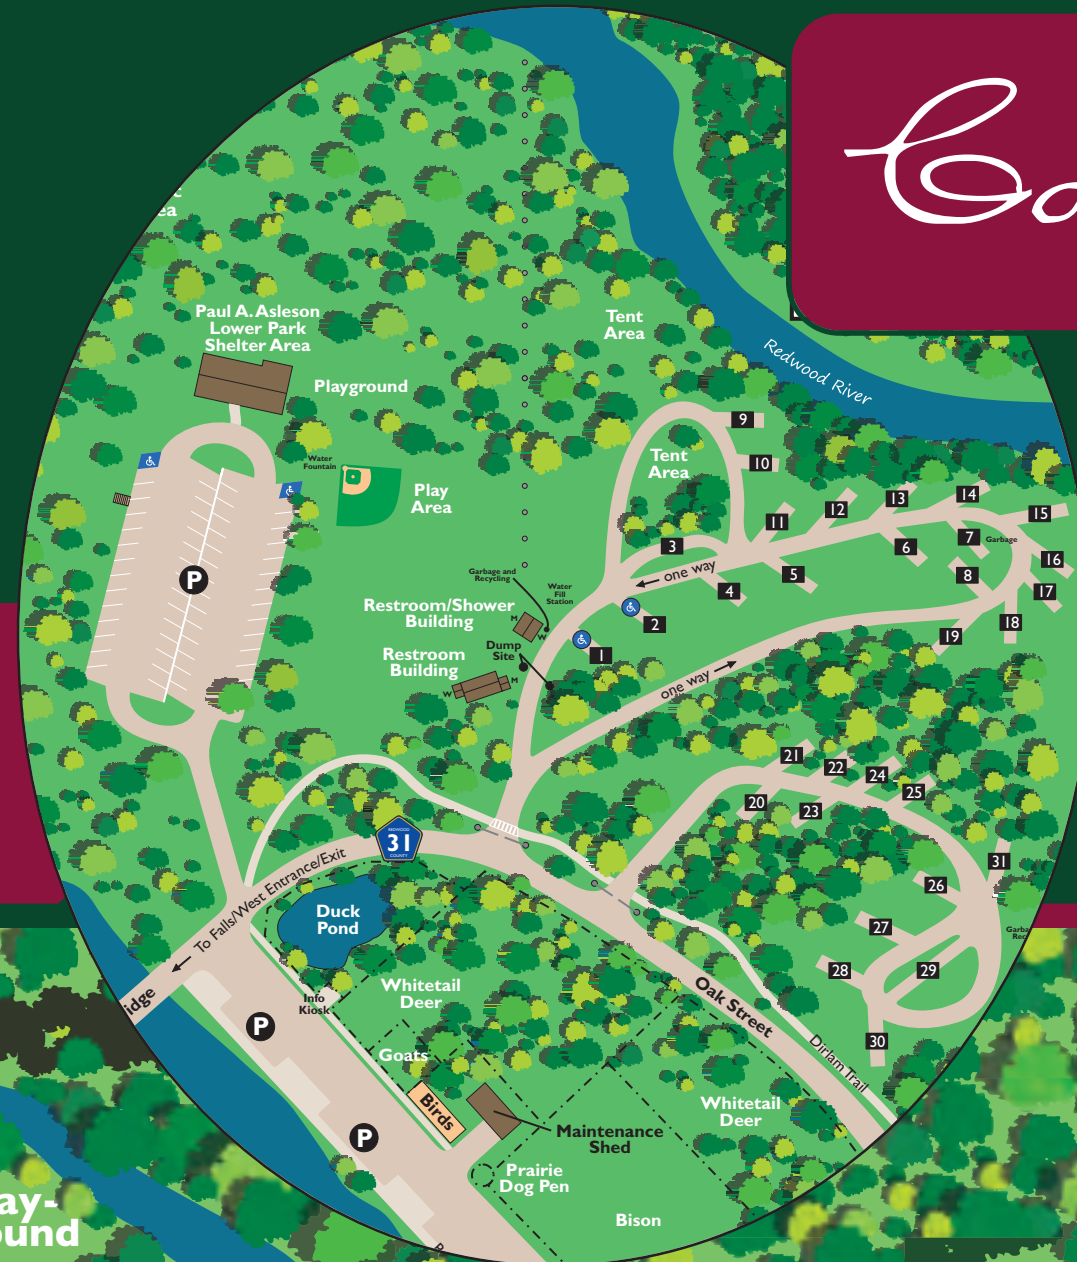 Co
Paul A. Asleson
Lower Park
Shelter Area
Playground
Tent
Area
Redwood River
Water
Fountain
Play
Area
Tent
Area
9
10
11
12
13
14
15
16
17
18
19
3
4
5
6
7
8
Garbage
one way
2
1
one way
P
Garbage and
Recycling
Water
Fill
Station
Restroom/Shower
Building
M
W
Restroom
Building
M
W
Dump
Site
21
22
24
25
20
23
31
26
27
28
29
30
REDWOOD
31
COUNTY
To Falls/West Entrance/Exit
idge
Duck
Pond
Info
Kiosk
Whitetail
Deer
Goats
Birds
Maintenance
Shed
Prairie
Dog Pen
Bison
Whitetail
Deer
Oak Street
Dirlam Trail
P
P
ay-
ound